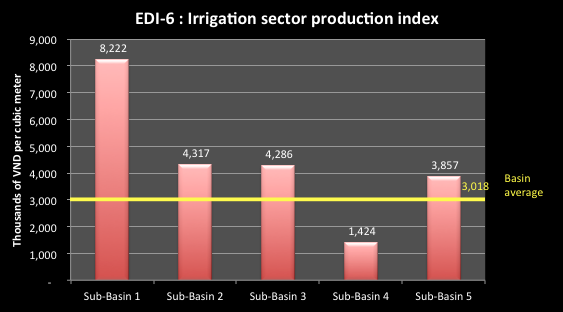 EDI-6 : Irrigation sector production index
Thousands of VND per cubic meter
9,000
8,000
7,000
6,000
5,000
4,000
3,000
2,000
1,000
-
8,222
4,317
4,286
1,424
3,857
3,018
Basin
average
Sub-Basin 1
Sub-Basin 2
Sub-Basin 3
Sub-Basin 4
Sub-Basin 5